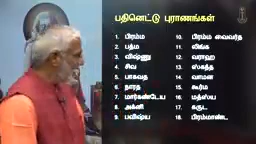 பதினெட்டு புராணங்கள்
1. பிரம்ம
2. பத்ம
3. விஷ்ணு
4. சிவ
5. பாகவத
6. நாரத
7. மார்கண்டேய
8. அக்னி
9. பவிஷ்ய
10. பிரம்ம வைவர்த
11. லிங்க
12. வராஹ
13. ஸ்கந்த
14. வாமன
15. கூர்ம
16. மத்ஸ்ய
17. கருட
18. பிரம்மாண்ட